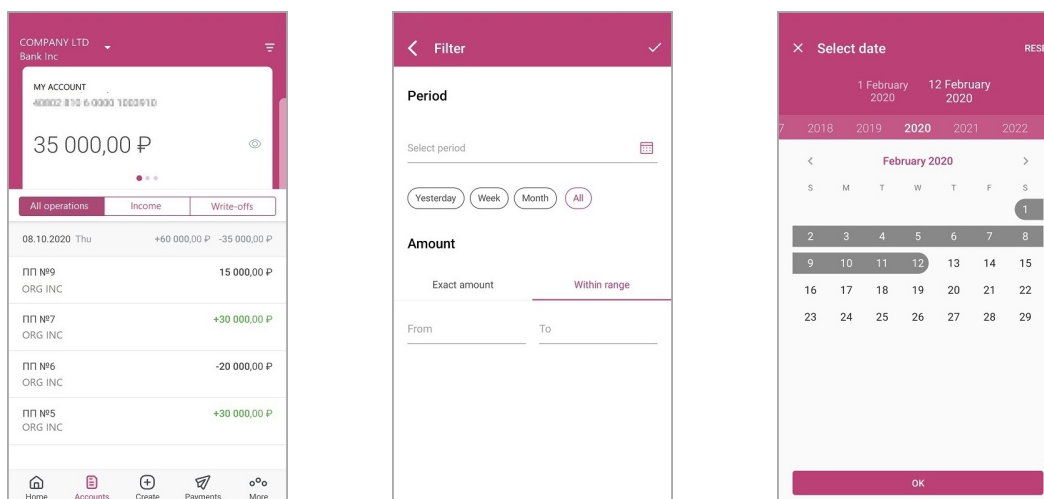 COMPANY LTD
Bank Inc
MY ACCOUNT
35 000,00 ₽
All operations Income Write-offs
08.10.2020 Thu +60 000,00 ₽ -35 000,00 ₽
ПП №9 15 000,00 ₽
ORG INC
ПП №7 +30 000,00 ₽
ORG INC
ПП №6 -20 000,00 ₽
ORG INC
ПП №5 +30 000,00 ₽
ORG INC
Home Accounts Create Payments More
Filter
Period
Select period
Yesterday Week Month All
Amount
Exact amount Within range
From To
Select date RESE
1 February
2020
12 February
2020
7 2018 2019 2020 2021 2022
February 2020
S M T W T F S
1
2 3 4 5 6 7 8
9 10 11 12 13 14 15
16 17 18 19 20 21 22
23 24 25 26 27 28 29
OK